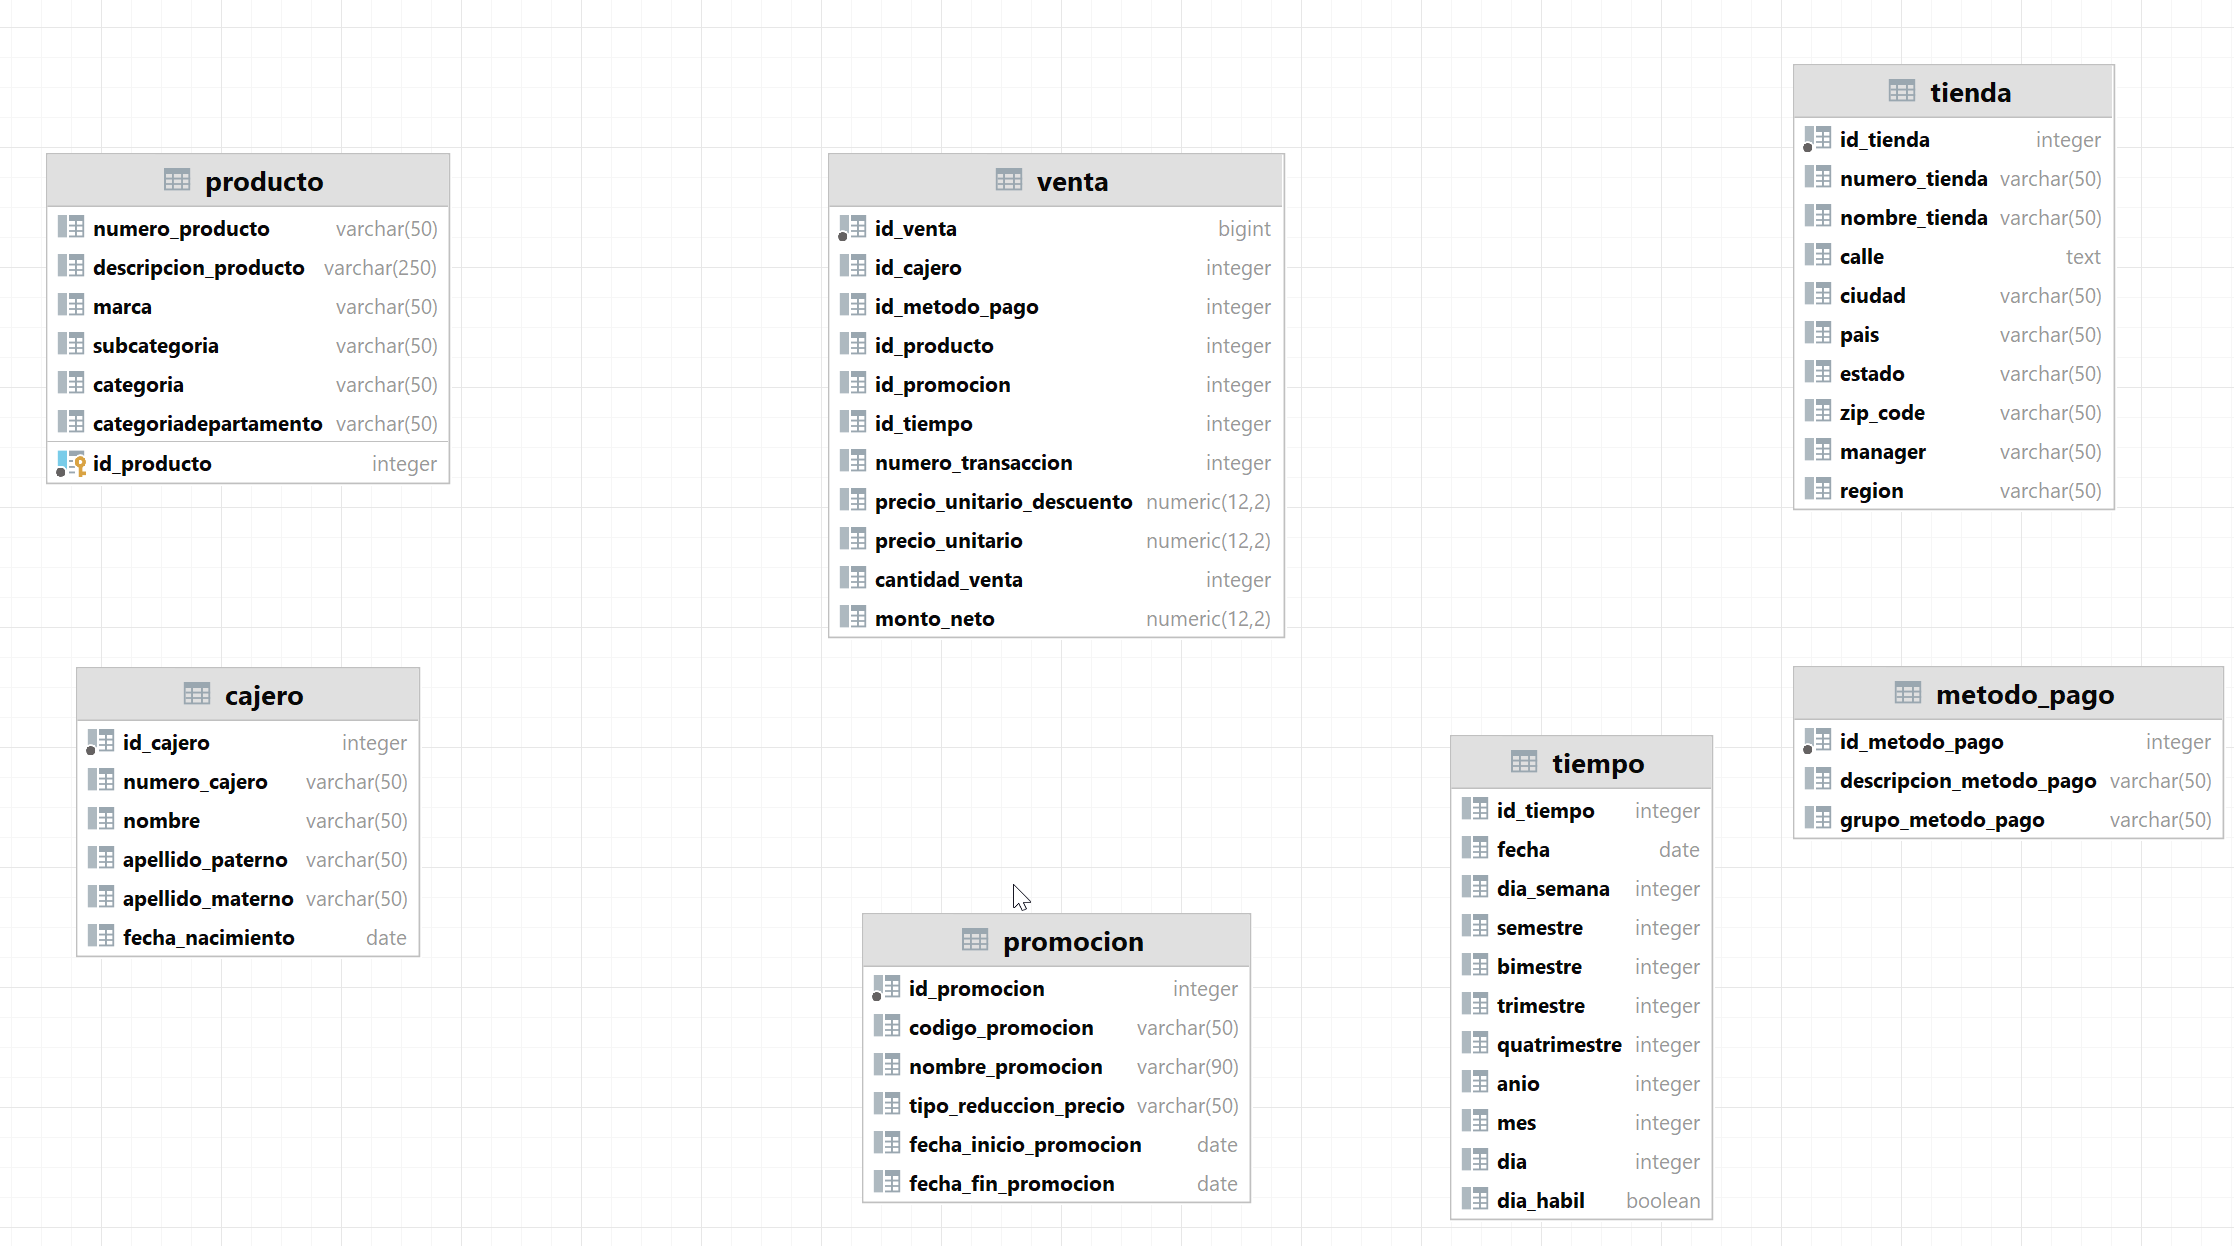 producto
numero_producto varchar(50)
descripcion_producto varchar(250)
marca varchar(50)
subcategoria varchar(50)
categoria varchar(50)
categoriadepartamento varchar(50)
id_producto integer
venta
id_venta bigint
id_cajero integer
id_metodo_pago integer
id_producto integer
id_promocion integer
id_tiempo integer
numero_transaccion integer
precio_unitario_descuento numeric(12,2)
precio_unitario numeric(12,2)
cantidad_venta integer
monto_neto numeric(12,2)
tienda
id_tienda integer
numero_tienda varchar(50)
nombre_tienda varchar(50)
calle text
ciudad varchar(50)
pais varchar(50)
estado varchar(50)
zip_code varchar(50)
manager varchar(50)
region varchar(50)
cajero
id_cajero integer
numero_cajero varchar(50)
nombre varchar(50)
apellido_paterno varchar(50)
apellido_materno varchar(50)
fecha_nacimiento date
promocion
id_promocion integer
codigo_promocion varchar(50)
nombre_promocion varchar(90)
tipo_reduccion_precio varchar(50)
fecha_inicio_promocion date
fecha_fin_promocion date
tiempo
id_tiempo integer
fecha date
dia_semana integer
semestre integer
bimestre integer
trimestre integer
quatrimestre integer
anio integer
mes integer
dia integer
dia_habil boolean
metodo_pago
id_metodo_pago integer
descripcion_metodo_pago varchar(50)
grupo_metodo_pago varchar(50)